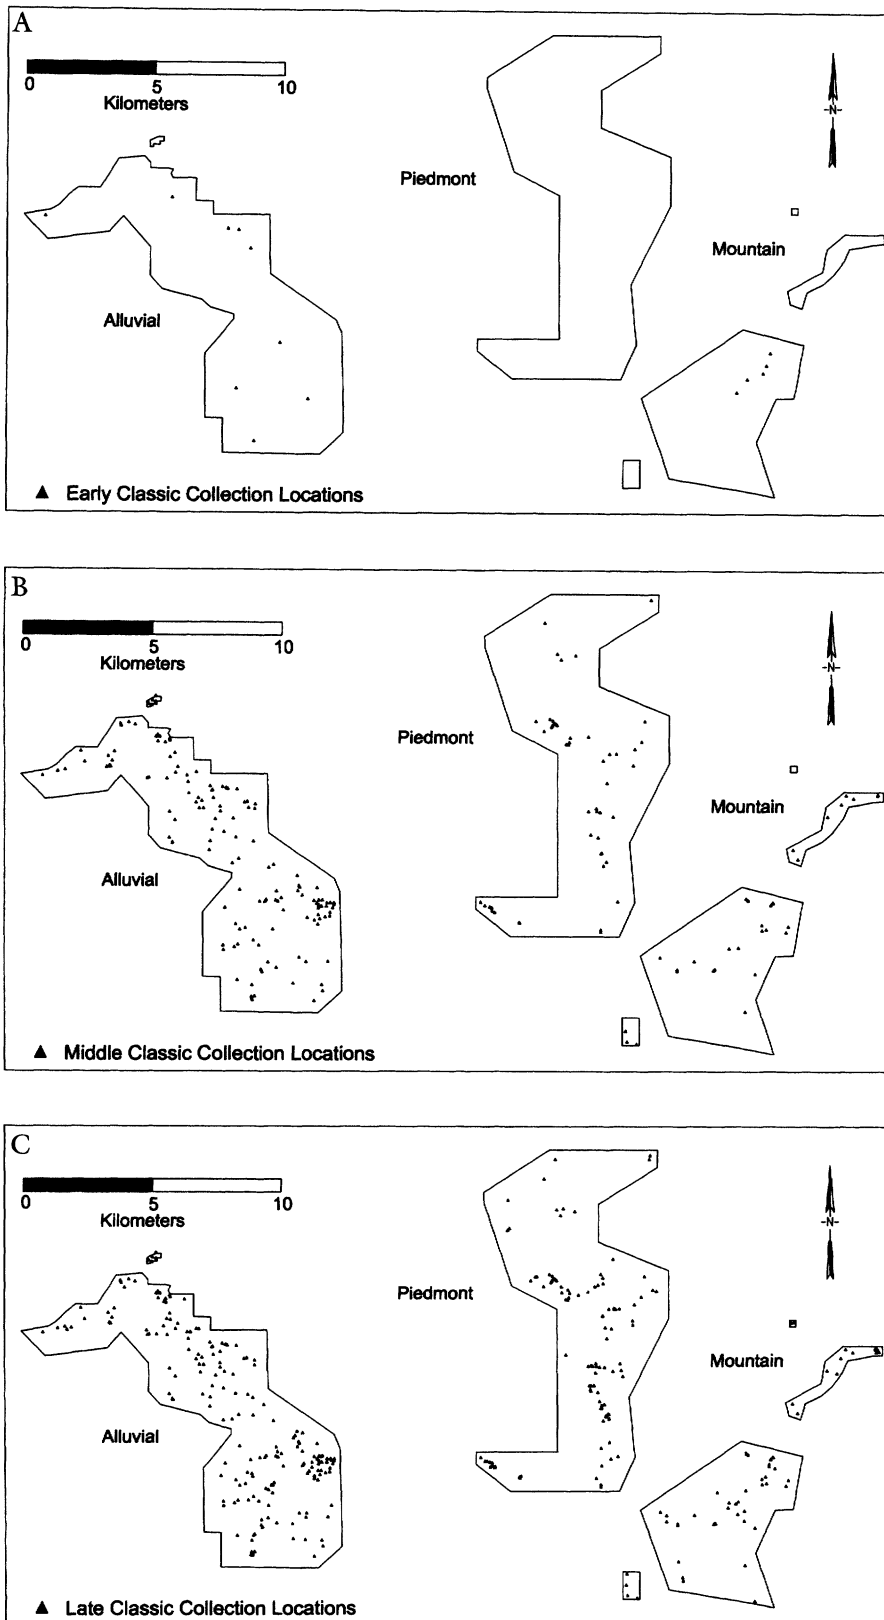 A
0 5 10
Kilometers
N
Piedmont
Mountain
Alluvial
▲ Early Classic Collection Locations
B
0 5 10
Kilometers
N
Piedmont
Mountain
Alluvial
▲ Middle Classic Collection Locations
C
0 5 10
Kilometers
N
Piedmont
Mountain
Alluvial
▲ Late Classic Collection Locations